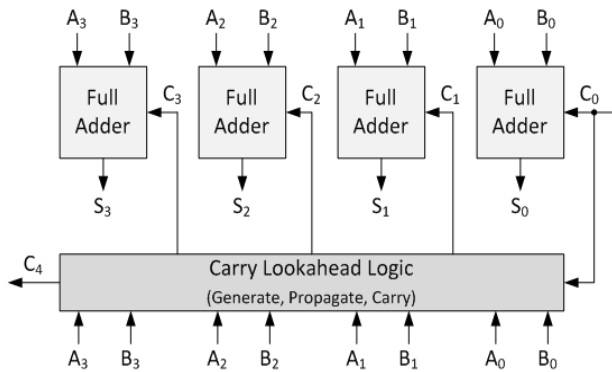 A₃ B₃ A₂ B₂ A₁ B₁ A₀ B₀
Full Adder C₃ Full Adder C₂ Full Adder C₁ Full Adder C₀
S₃ S₂ S₁ S₀
C₄ Carry Lookahead Logic
(Generate, Propagate, Carry)
A₃ B₃ A₂ B₂ A₁ B₁ A₀ B₀